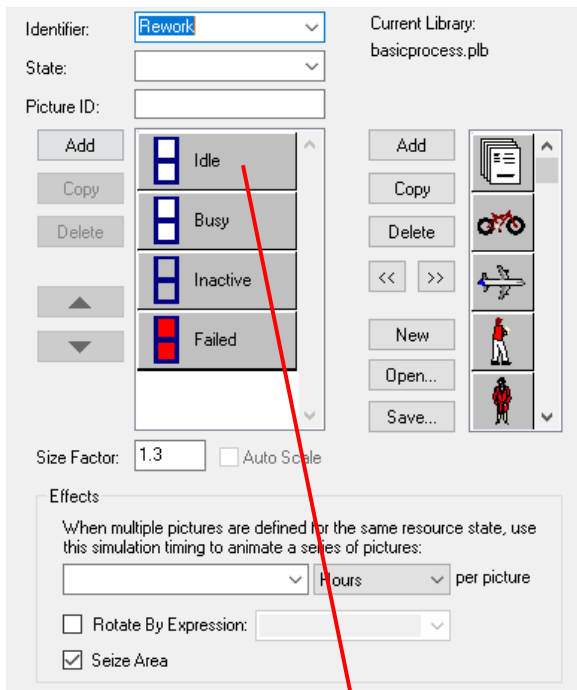 Identifier:
Rework
Current Library:
basicprocess.plb
State:
Picture ID:
Add
Copy
Delete
Idle
Busy
Inactive
Failed
Add
Copy
Delete
<< >>
New
Open...
Save...
Size Factor:
1.3
Auto Scale
Effects
When multiple pictures are defined for the same resource state, use
this simulation timing to animate a series of pictures:
Hours
per picture
Rotate By Expression:
Seize Area